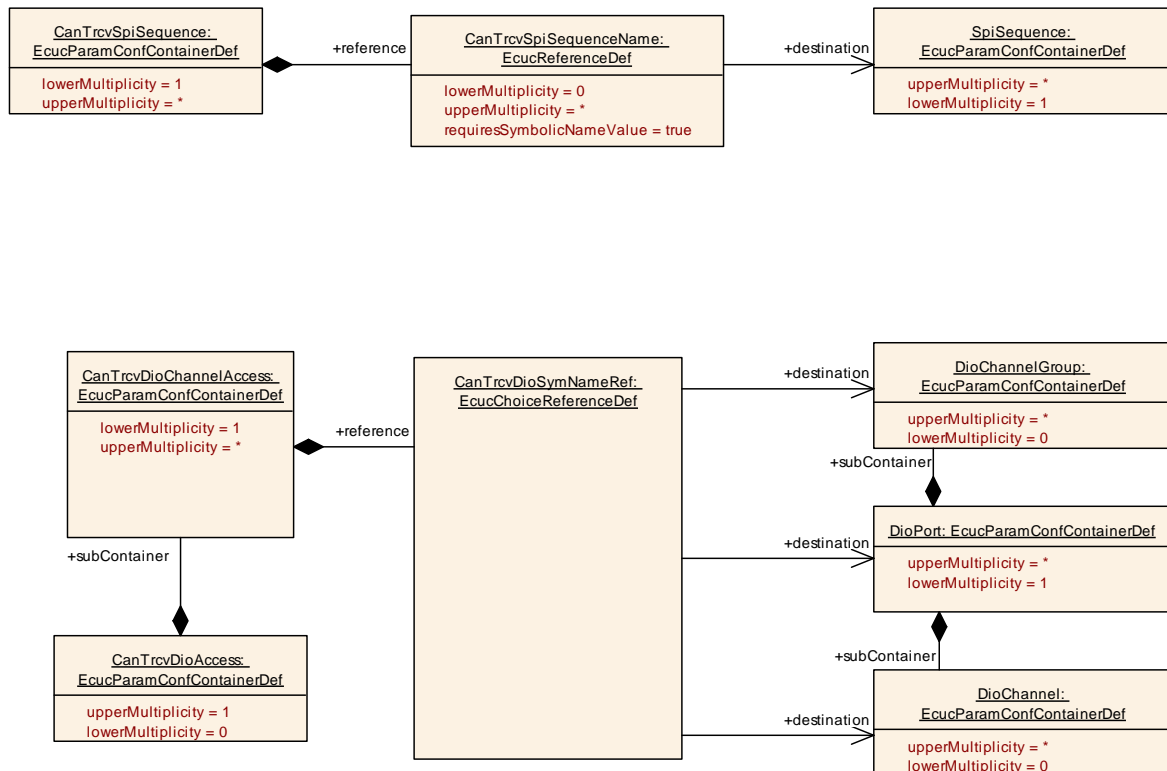 CanTrcvSpiSequence:
EcucParamConfContainerDef
lowerMultiplicity = 1
upperMultiplicity = *
+reference
CanTrcvSpiSequenceName:
EcucReferenceDef
lowerMultiplicity = 0
upperMultiplicity = *
requiresSymbolicNameValue = true
+destination
SpiSequence:
EcucParamConfContainerDef
upperMultiplicity = *
lowerMultiplicity = 1
CanTrcvDioChannelAccess:
EcucParamConfContainerDef
lowerMultiplicity = 1
upperMultiplicity = *
+reference
CanTrcvDioSymNameRef:
EcucChoiceReferenceDef
+destination
DioChannelGroup:
EcucParamConfContainerDef
upperMultiplicity = *
lowerMultiplicity = 0
+subContainer
+destination
DioPort: EcucParamConfContainerDef
upperMultiplicity = *
lowerMultiplicity = 1
+subContainer
CanTrcvDioAccess:
EcucParamConfContainerDef
upperMultiplicity = 1
lowerMultiplicity = 0
+subContainer
+destination
DioChannel:
EcucParamConfContainerDef
upperMultiplicity = *
lowerMultiplicity = 0